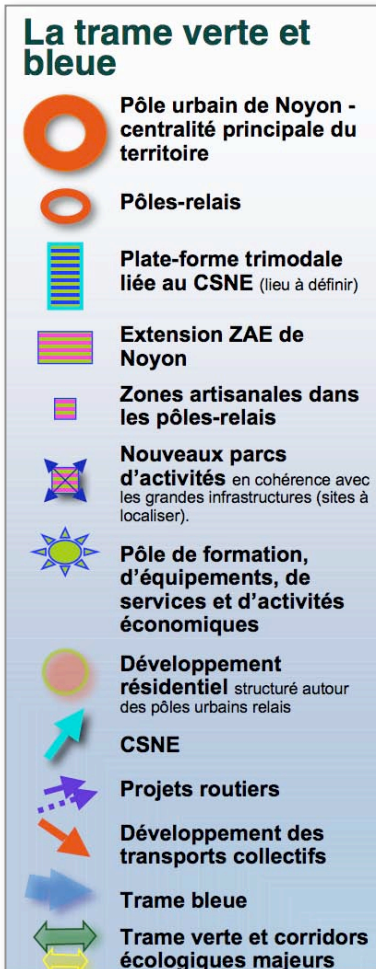 La trame verte et
bleue
Pôle urbain de Noyon -
centralité principale du
territoire
Pôles-relais
Plate-forme trimodale
liée au CSNE (lieu à définir)
Extension ZAE de
Noyon
Zones artisanales dans
les pôles-relais
Nouveaux parcs
d'activités en cohérence avec
les grandes infrastructures (sites à
localiser).
Pôle de formation,
d'équipements, de
services et d'activités
économiques
Développement
résidentiel structuré autour
des pôles urbains relais
CSNE
Projets routiers
Développement des
transports collectifs
Trame bleue
Trame verte et corridors
écologiques majeurs